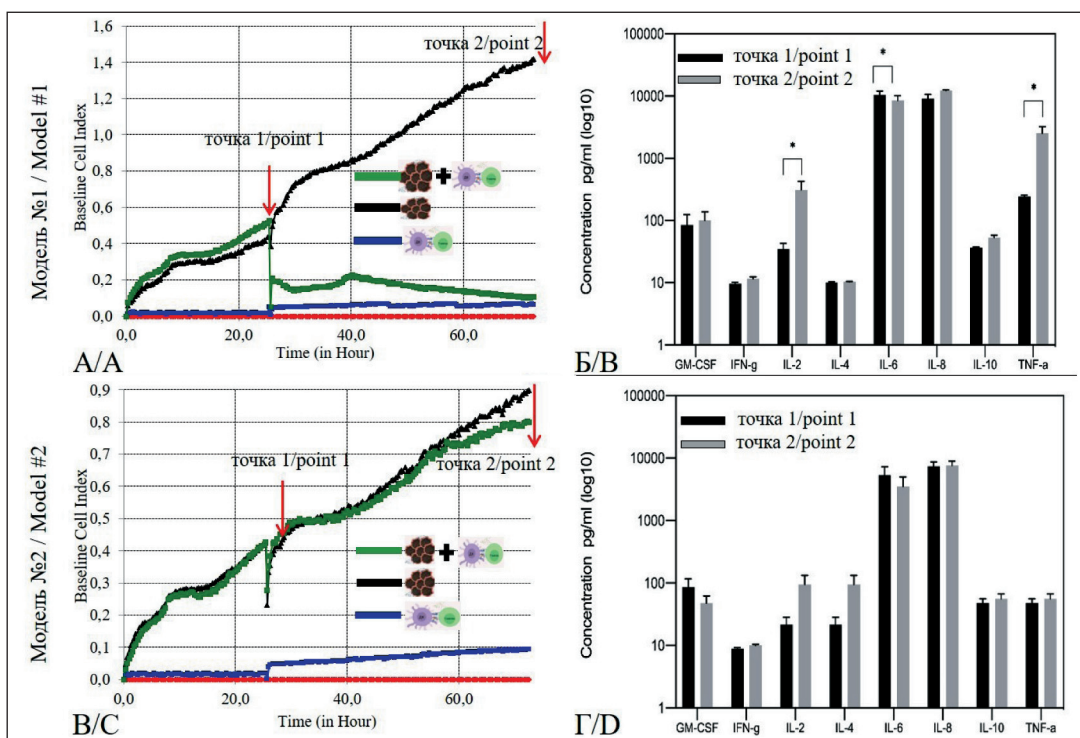 Модель №1 / Model #1
Baseline Cell Index
1,6
1,4
1,2
1,0
0,8
0,6
0,4
0,2
0,0
точка 2/point 2
точка 1/point 1
+
0,0 20,0 40,0 60,0
Time (in Hour)
А/A
Concentration pg/ml (log10)
100000
10000
1000
100
10
1
точка 1/point 1
точка 2/point 2
* * *
GM-CSF IFN-g IL-2 IL-4 IL-6 IL-8 IL-10 TNF-a
Б/B
Модель №2 / Model #2
Baseline Cell Index
0,9
0,8
0,7
0,6
0,5
0,4
0,3
0,2
0,1
0,0
точка 1/point 1
точка 2/point 2
+
0,0 20,0 40,0 60,0
Time (in Hour)
В/C
Concentration pg/ml (log10)
100000
10000
1000
100
10
1
точка 1/point 1
точка 2/point 2
GM-CSF IFN-g IL-2 IL-4 IL-6 IL-8 IL-10 TNF-a
Г/D